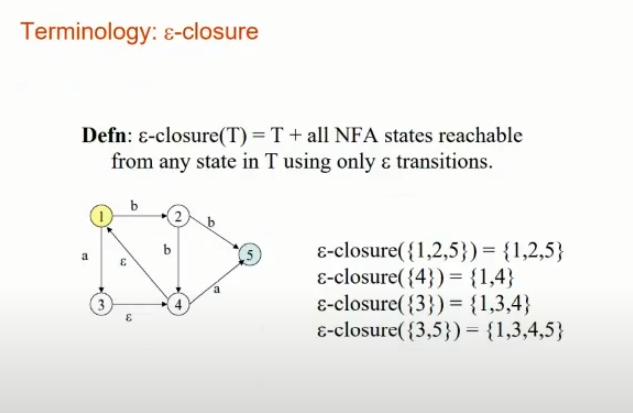 Terminology: ε-closure
Defn: ε-closure(T) = T + all NFA states reachable
from any state in T using only ε transitions.
b
1
2
b
a
ε
b
5
3
4
a
ε
ε-closure({1,2,5}) = {1,2,5}
ε-closure({4}) = {1,4}
ε-closure({3}) = {1,3,4}
ε-closure({3,5}) = {1,3,4,5}